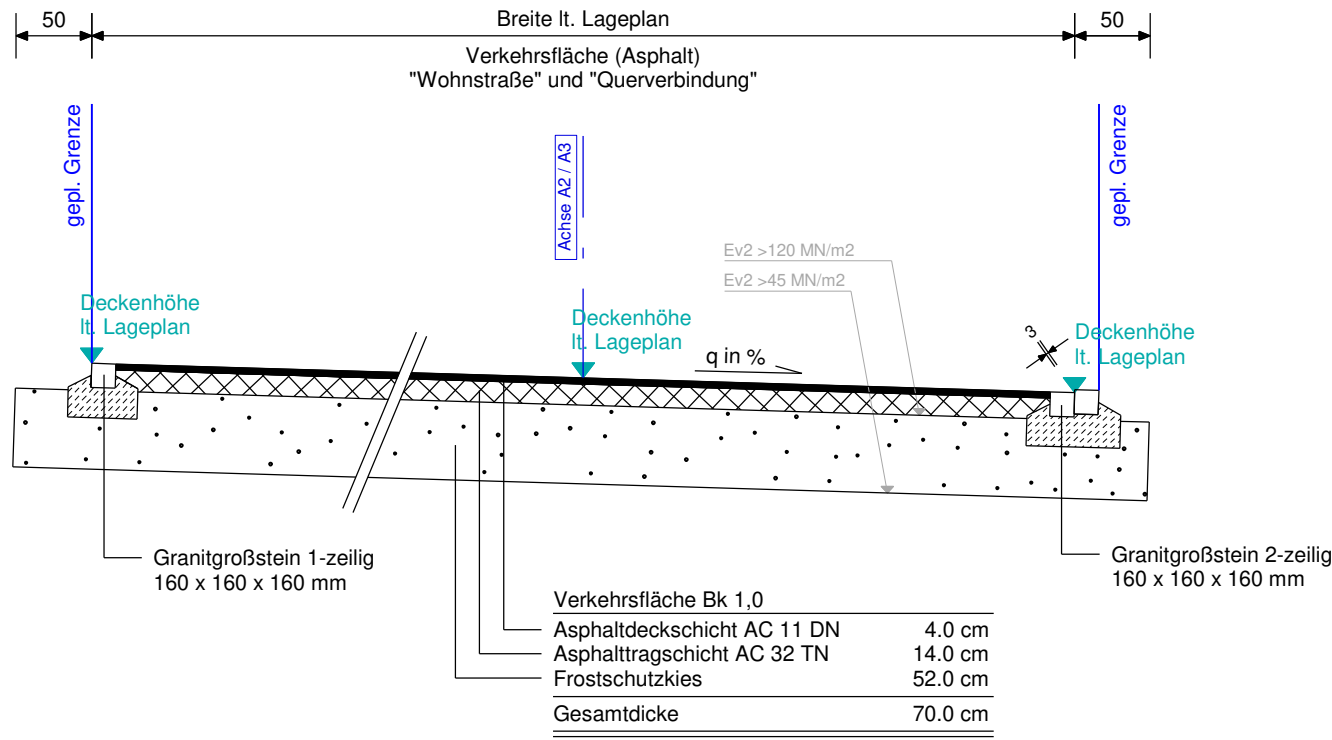 50
Breite lt. Lageplan
50
Verkehrsfläche (Asphalt)
"Wohnstraße" und "Querverbindung"
gepl. Grenze
Achse A2 / A3
gepl. Grenze
Ev2 >120 MN/m2
Ev2 >45 MN/m2
Deckenhöhe
lt. Lageplan
Deckenhöhe
lt. Lageplan
q in %
3
Deckenhöhe
lt. Lageplan
Granitgroßstein 1-zeilig
160 x 160 x 160 mm
Granitgroßstein 2-zeilig
160 x 160 x 160 mm
Verkehrsfläche Bk 1,0
Asphaltdeckschicht AC 11 DN 4.0 cm
Asphalttragschicht AC 32 TN 14.0 cm
Frostschutzkies 52.0 cm
Gesamtdicke 70.0 cm